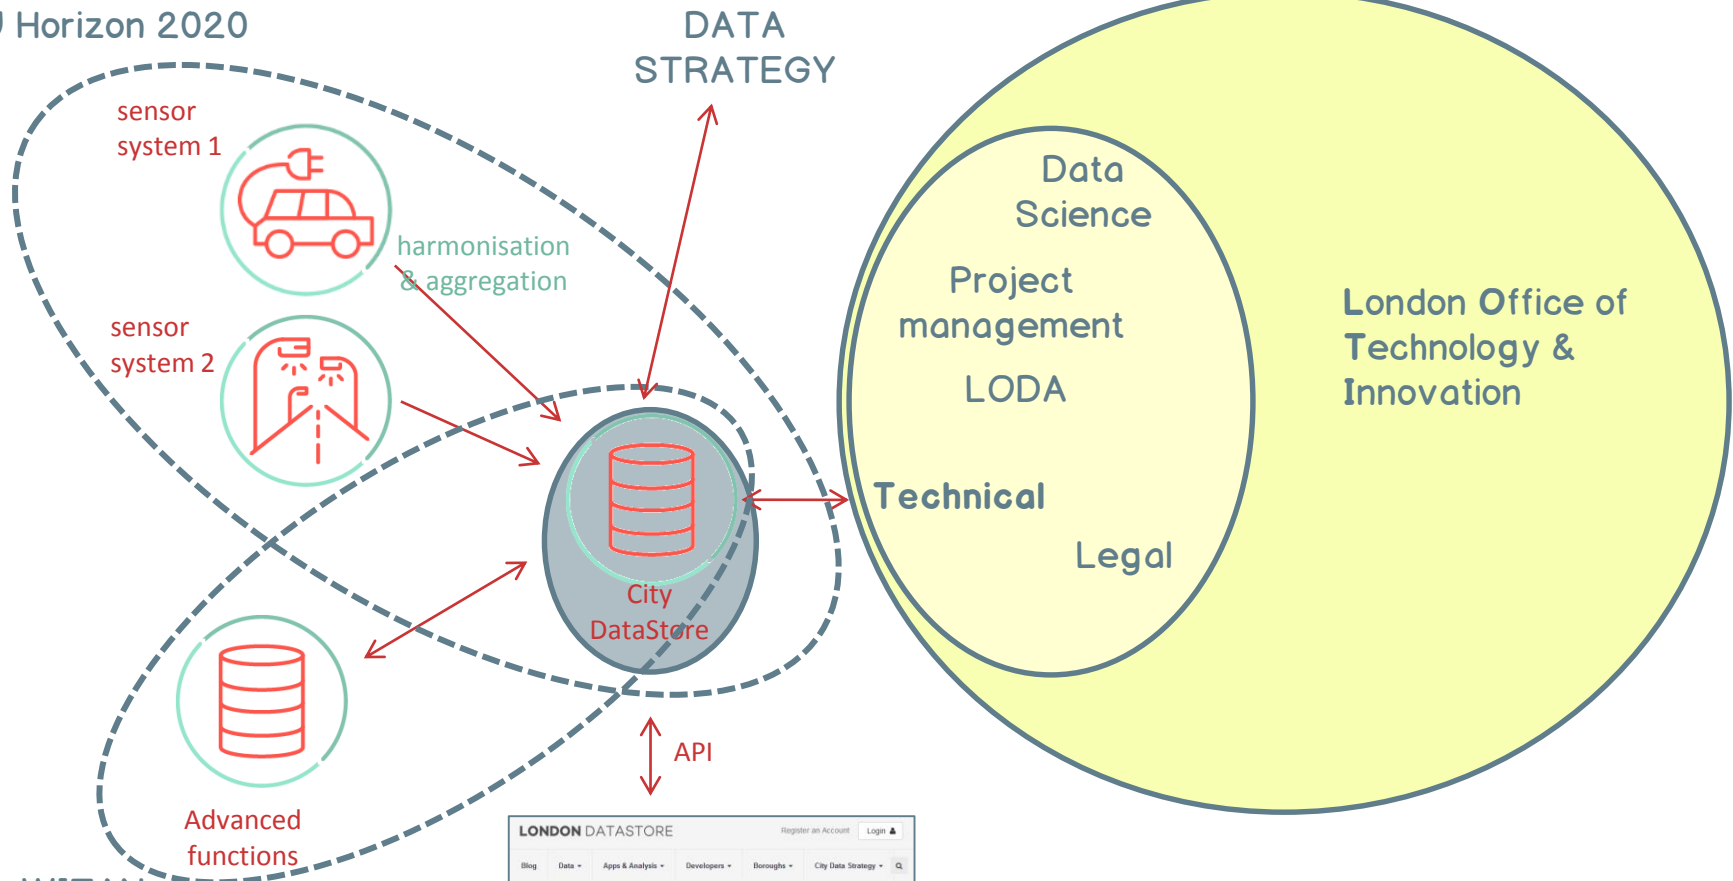 Horizon 2020
DATA
STRATEGY
sensor
system 1
harmonisation
& aggregation
sensor
system 2
Data
Science
Project
management
LODA
Technical
Legal
London Office of
Technology &
Innovation
City
DataStore
API
Advanced
functions
LONDON DATASTORE
Register an Account
Login
Blog
Data
Apps & Analysis
Developers
Boroughs
City Data Strategy